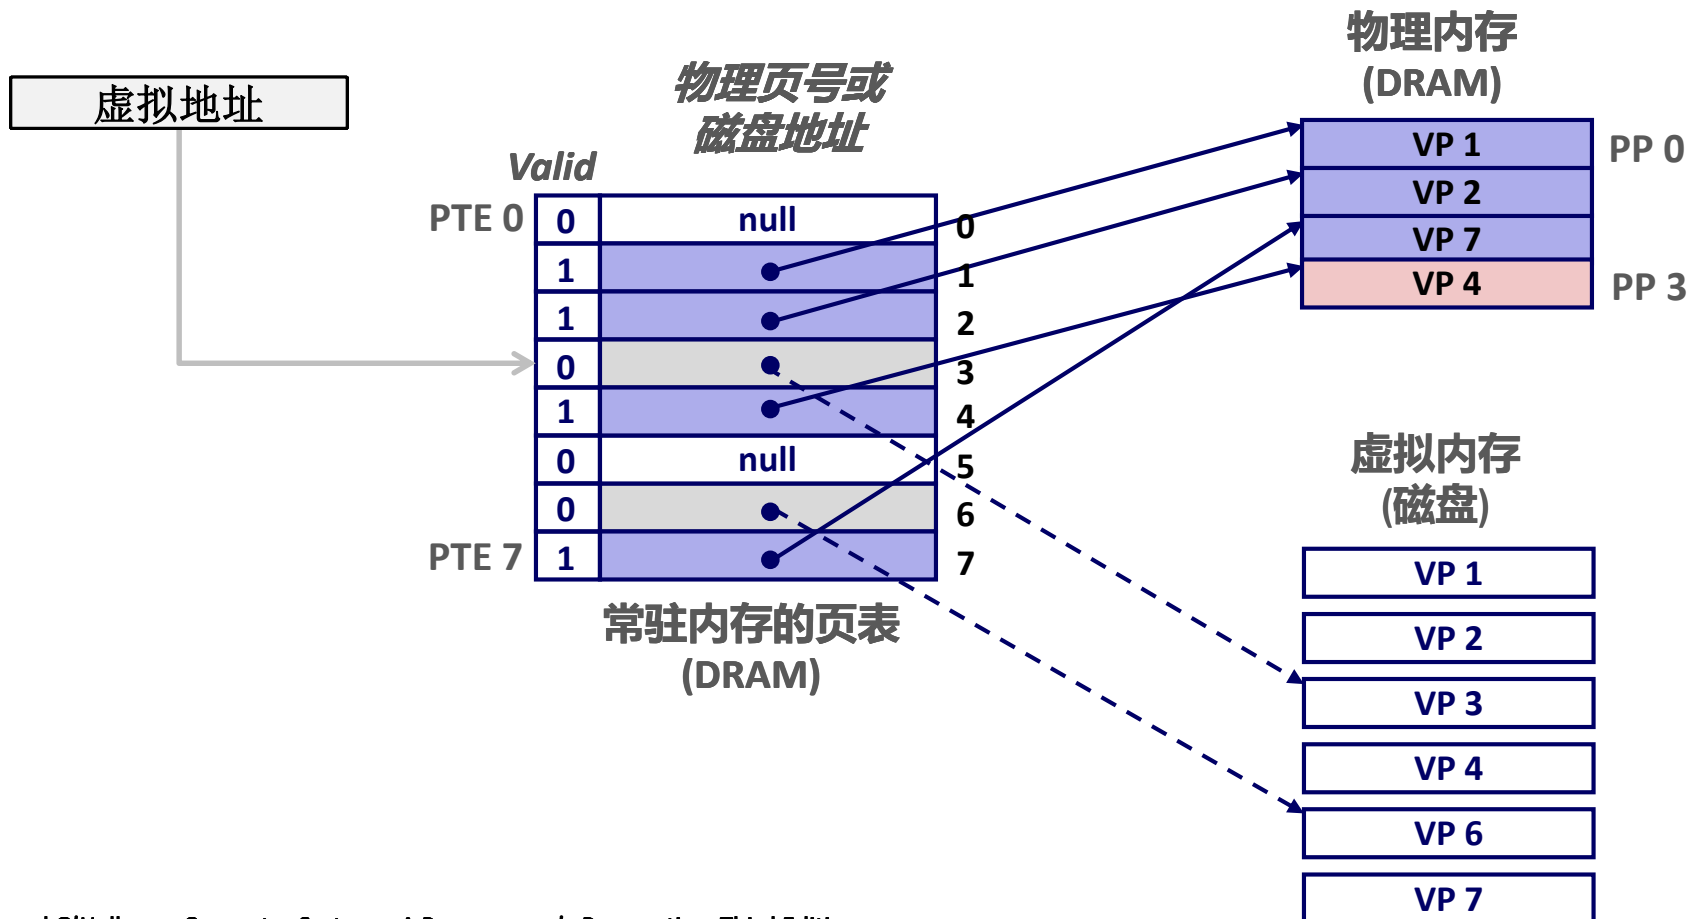 物理内存
(DRAM)
虚拟地址
物理页号或
磁盘地址
Valid
PTE 0
0
null
0
1
1
1
2
0
3
1
4
0
null
5
0
6
PTE 7
1
7
常驻内存的页表
(DRAM)
VP 1
PP 0
VP 2
VP 7
VP 4
PP 3
虚拟内存
(磁盘)
VP 1
VP 2
VP 3
VP 4
VP 6
VP 7